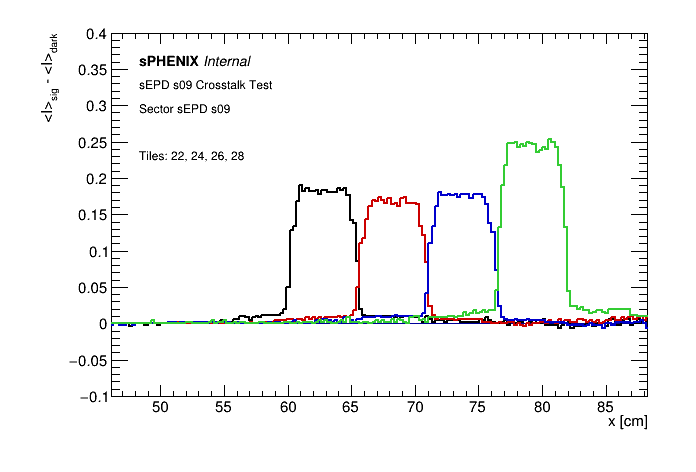 <I>sig - <I>dark
0.4
0.35
0.3
0.25
0.2
0.15
0.1
0.05
0
−0.05
−0.1
sPHENIX Internal
sEPD s09 Crosstalk Test
Sector sEPD s09
Tiles: 22, 24, 26, 28
50 55 60 65 70 75 80 85
x [cm]